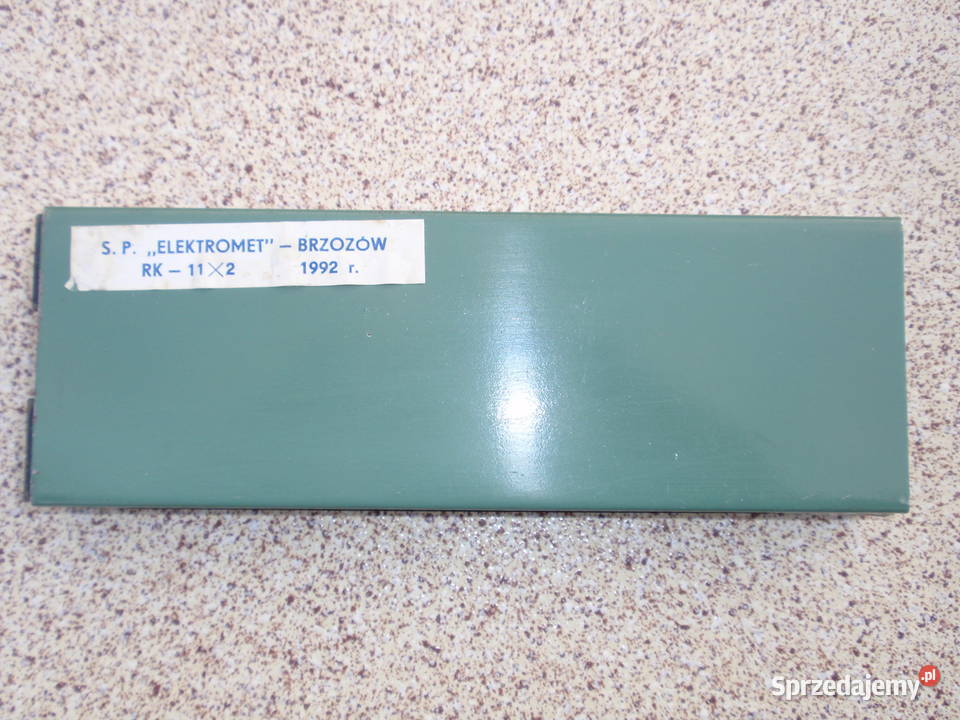 S. P. „ELEKTROMET” – BRZOZÓW
RK – 11×2 1992 r.
Sprzedajemy.pl